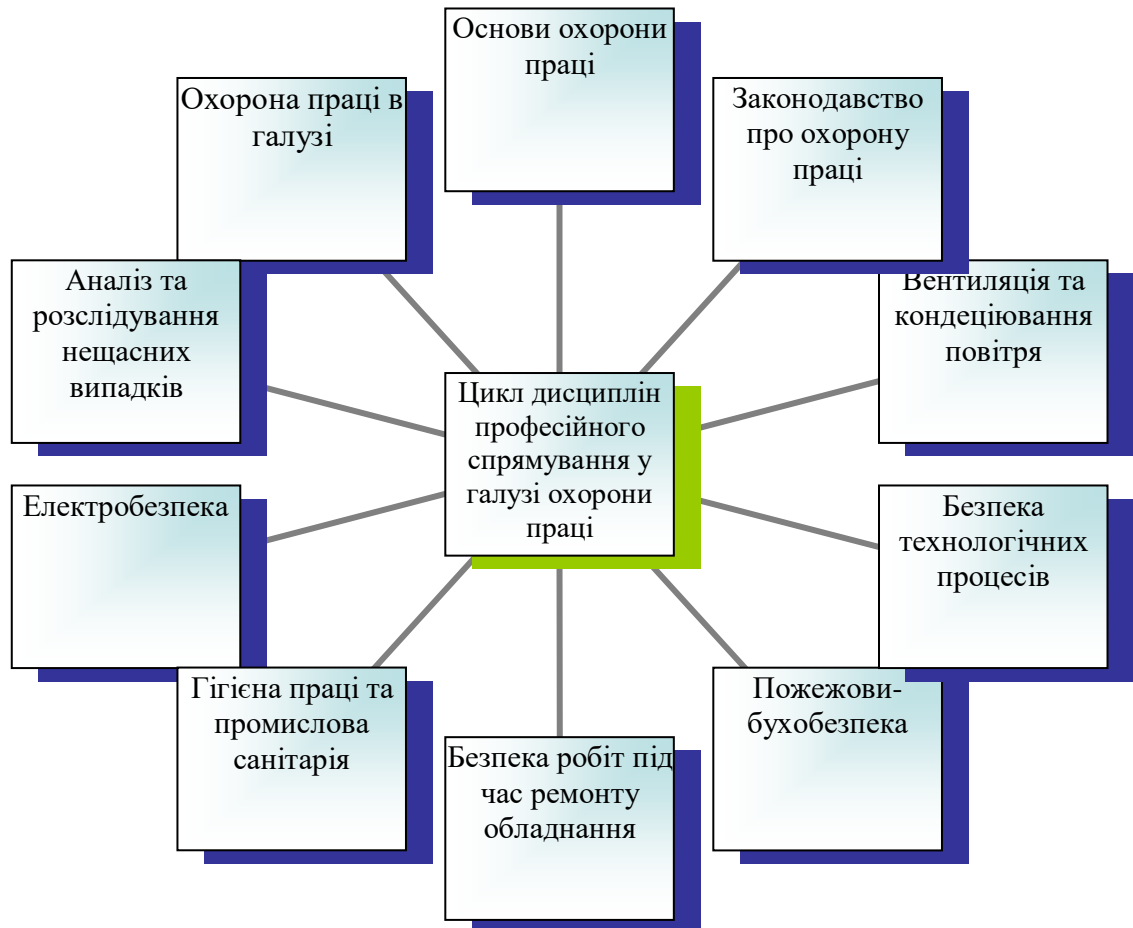 Основи охорони
праці
Законодавство
про охорону
праці
Вентиляція та
кондеціювання
повітря
Безпека
технологічних
процесів
Пожежови-
бухобезпека
Безпека робіт під
час ремонту
обладнання
Гігієна праці та
промислова
санітарія
Електробезпека
Аналіз та
розслідування
нещасних
випадків
Охорона праці в
галузі
Цикл дисциплін
професійного
спрямування у
галузі охорони
праці